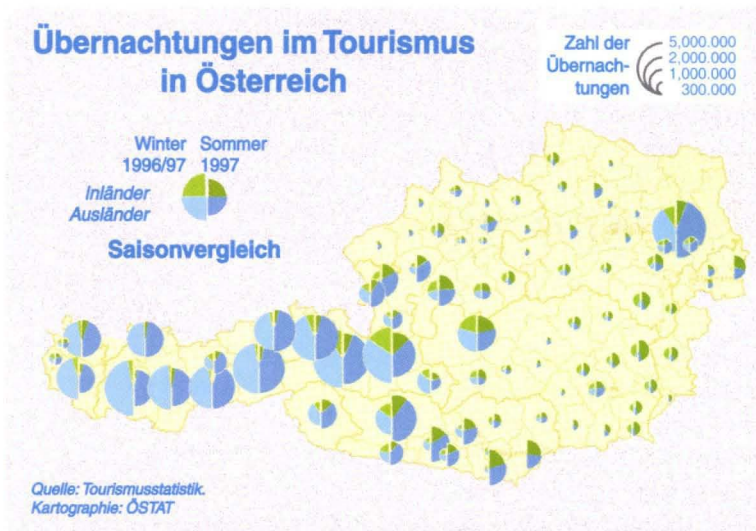 Übernachtungen im Tourismus
in Österreich
Zahl der
Übernach-
tungen
5,000.000
2,000.000
1,000.000
300.000
Winter Sommer
1996/97 1997
Inländer
Ausländer
Saisonvergleich
Quelle: Tourismusstatistik.
Kartographie: ÖSTAT